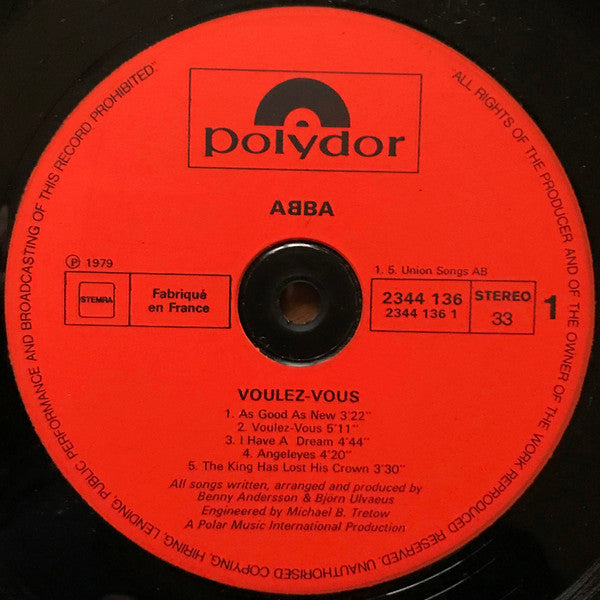 "ALL RIGHTS OF THE PRODUCER AND OF THE OWNER OF THE WORK REPRODUCED RESERVED. UNAUTHORISED COPYING, HIRING, LENDING, PUBLIC PERFORMANCE AND BROADCASTING OF THIS RECORD PROHIBITED"
polydor
AᗺBA
℗ 1979
1. 5. Union Songs AB
STEMRA
Fabriqué
en France
2344 136
2344 136 1
STEREO
33
1
VOULEZ-VOUS
1. As Good As New 3'22"
2. Voulez-Vous 5'11"
3. I Have A Dream 4'44"
4. Angeleyes 4'20"
5. The King Has Lost His Crown 3'30"
All songs written, arranged and produced by
Benny Andersson & Björn Ulvaeus
Engineered by Michael B. Tretow
A Polar Music International Production